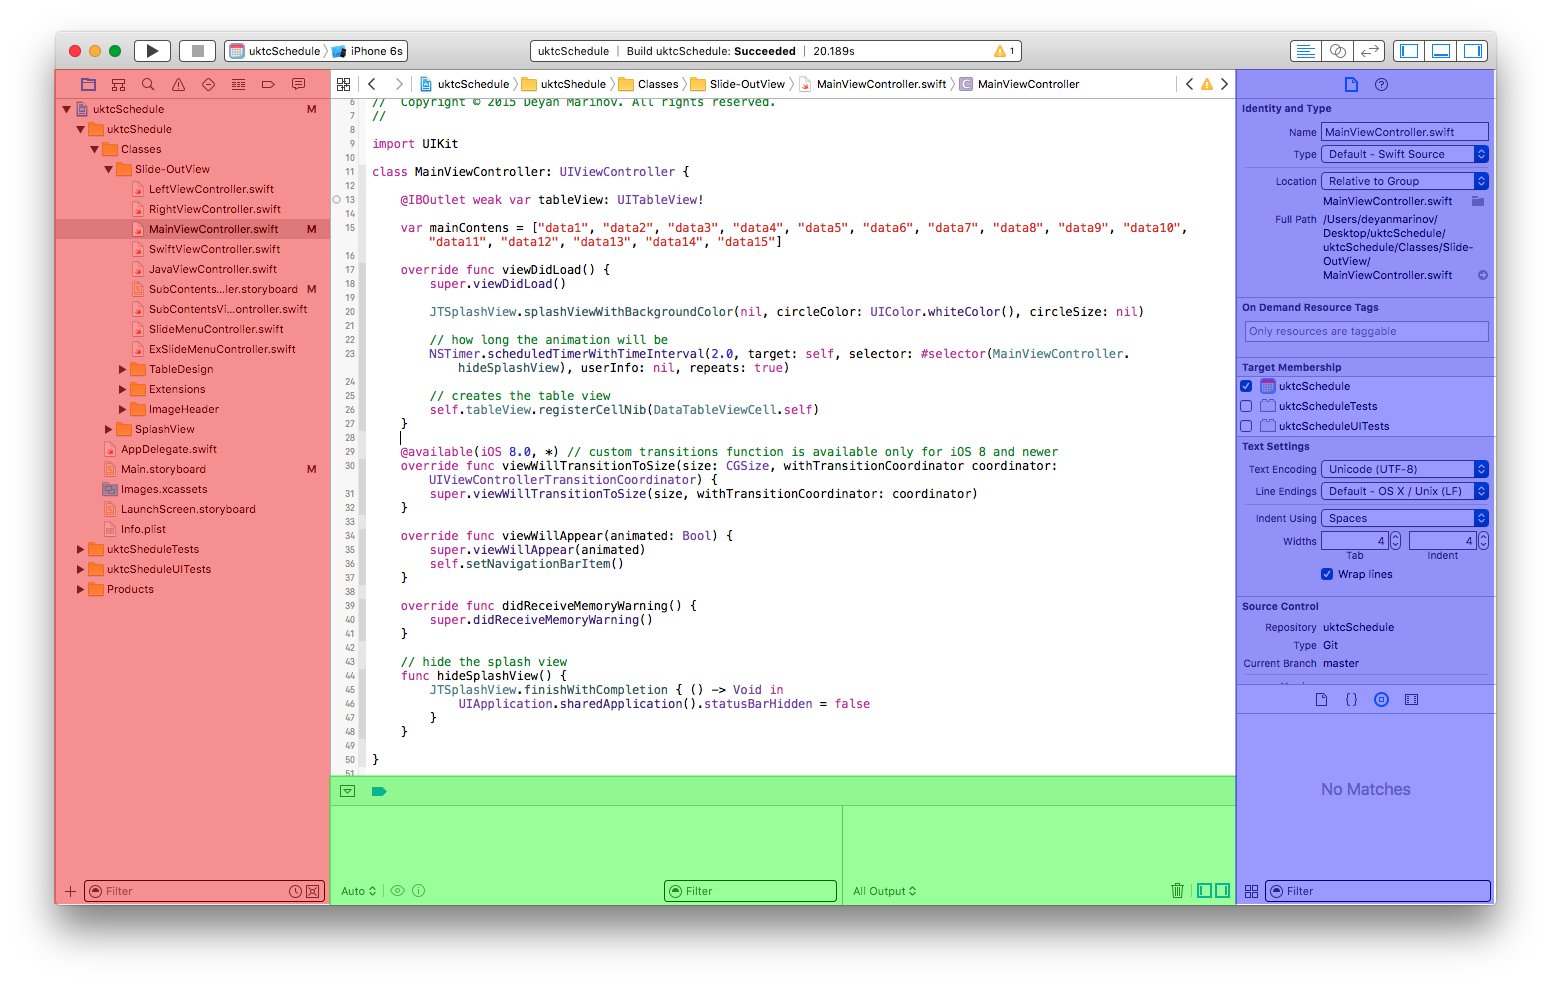 uktcSchedule
iPhone 6s
uktcSchedule | Build uktcSchedule: Succeeded | 20.189s
1
uktcSchedule M
uktcShedule
Classes
Slide-OutView
LeftViewController.swift
RightViewController.swift
MainViewController.swift M
SwiftViewController.swift
JavaViewController.swift
SubContents...ler.storyboard M
SubContentsVi...ontroller.swift
SlideMenuController.swift
ExSlideMenuController.swift
TableDesign
Extensions
ImageHeader
SplashView
AppDelegate.swift
Main.storyboard M
Images.xcassets
LaunchScreen.storyboard
Info.plist
uktcSheduleTests
uktcSheduleUITests
Products
Filter
uktcSchedule
uktcShedule
Classes
Slide-OutView
MainViewController.swift
C MainViewController
6 // Copyright © 2015 Deyan Marinov. All rights reserved.
7 //
8
9 import UIKit
10
11 class MainViewController: UIViewController {
12
13 @IBOutlet weak var tableView: UITableView!
14
15 var mainContens = ["data1", "data2", "data3", "data4", "data5", "data6", "data7", "data8", "data9", "data10",
"data11", "data12", "data13", "data14", "data15"]
16
17 override func viewDidLoad() {
18 super.viewDidLoad()
19
20 JTSplashView.splashViewWithBackgroundColor(nil, circleColor: UIColor.whiteColor(), circleSize: nil)
21
22 // how long the animation will be
23 NSTimer.scheduledTimerWithTimeInterval(2.0, target: self, selector: #selector(MainViewController.
hideSplashView), userInfo: nil, repeats: true)
24
25 // creates the table view
26 self.tableView.registerCellNib(DataTableViewCell.self)
27 }
28
29 @available(iOS 8.0, *) // custom transitions function is available only for iOS 8 and newer
30 override func viewWillTransitionToSize(size: CGSize, withTransitionCoordinator coordinator:
UIViewControllerTransitionCoordinator) {
31 super.viewWillTransitionToSize(size, withTransitionCoordinator: coordinator)
32 }
33
34 override func viewWillAppear(animated: Bool) {
35 super.viewWillAppear(animated)
36 self.setNavigationBarItem()
37 }
38
39 override func didReceiveMemoryWarning() {
40 super.didReceiveMemoryWarning()
41 }
42
43 // hide the splash view
44 func hideSplashView() {
45 JTSplashView.finishWithCompletion { () -> Void in
46 UIApplication.sharedApplication().statusBarHidden = false
47 }
48 }
49
50 }
51
Auto
Filter
All Output
Identity and Type
Name MainViewController.swift
Type Default - Swift Source
Location Relative to Group
MainViewController.swift
Full Path /Users/deyanmarinov/
Desktop/uktcSchedule/
uktcSchedule/Classes/Slide-
OutView/
MainViewController.swift
On Demand Resource Tags
Only resources are taggable
Target Membership
uktcSchedule
uktcScheduleTests
uktcScheduleUITests
Text Settings
Text Encoding Unicode (UTF-8)
Line Endings Default - OS X / Unix (LF)
Indent Using Spaces
Widths 4 4
Tab Indent
Wrap lines
Source Control
Repository uktcSchedule
Type Git
Current Branch master
{ }
No Matches
Filter